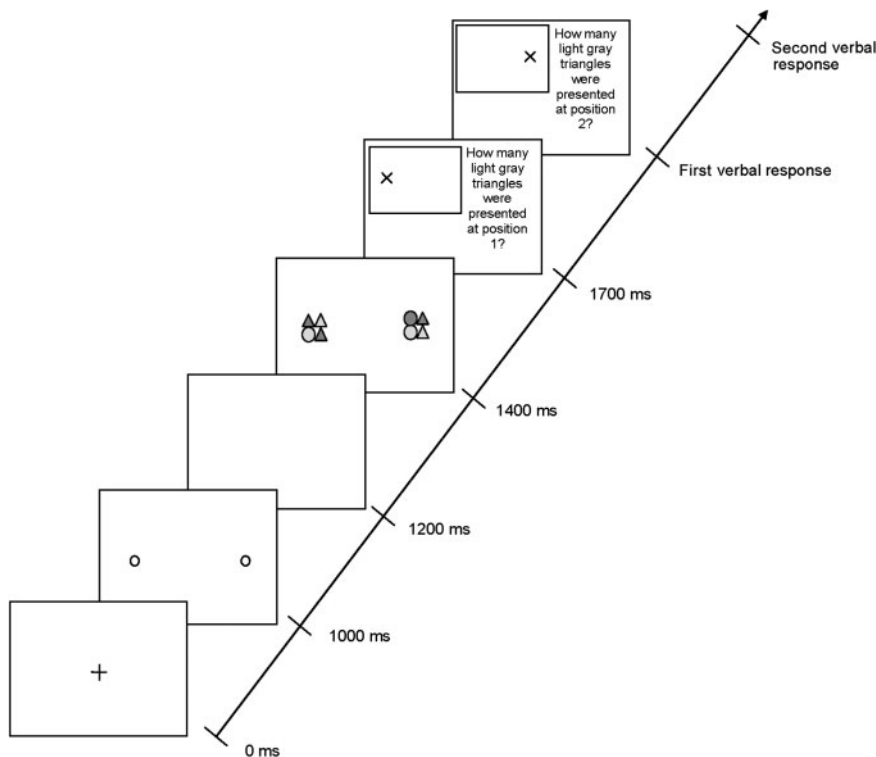 How many
light gray
triangles
were
presented
at position
2?
Second verbal
response
How many
light gray
triangles
were
presented
at position
1?
First verbal response
1700 ms
1400 ms
1200 ms
1000 ms
0 ms